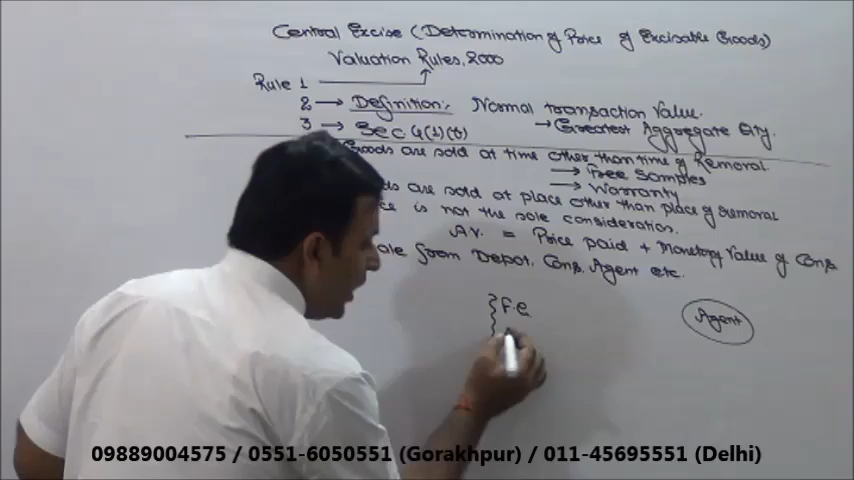 Central Excise (Determination of Price of Excisable Goods)
Valuation Rules, 2000
Rule 1
2 → Definition:- Normal transaction Value.
→ Greatest Aggregate Qty.
3 → Sec 4(1)(b)
Goods are sold at time other than time of Removal
→ Free Samples
→ Warranty
ds are sold at place other than place of removal
ce is not the sole consideration.
A.V. = Price paid + Monetary Value of Cons
ale from Depot, Cons. Agent etc.
F.C
Agent
09889004575 / 0551-6050551 (Gorakhpur) / 011-45695551 (Delhi)